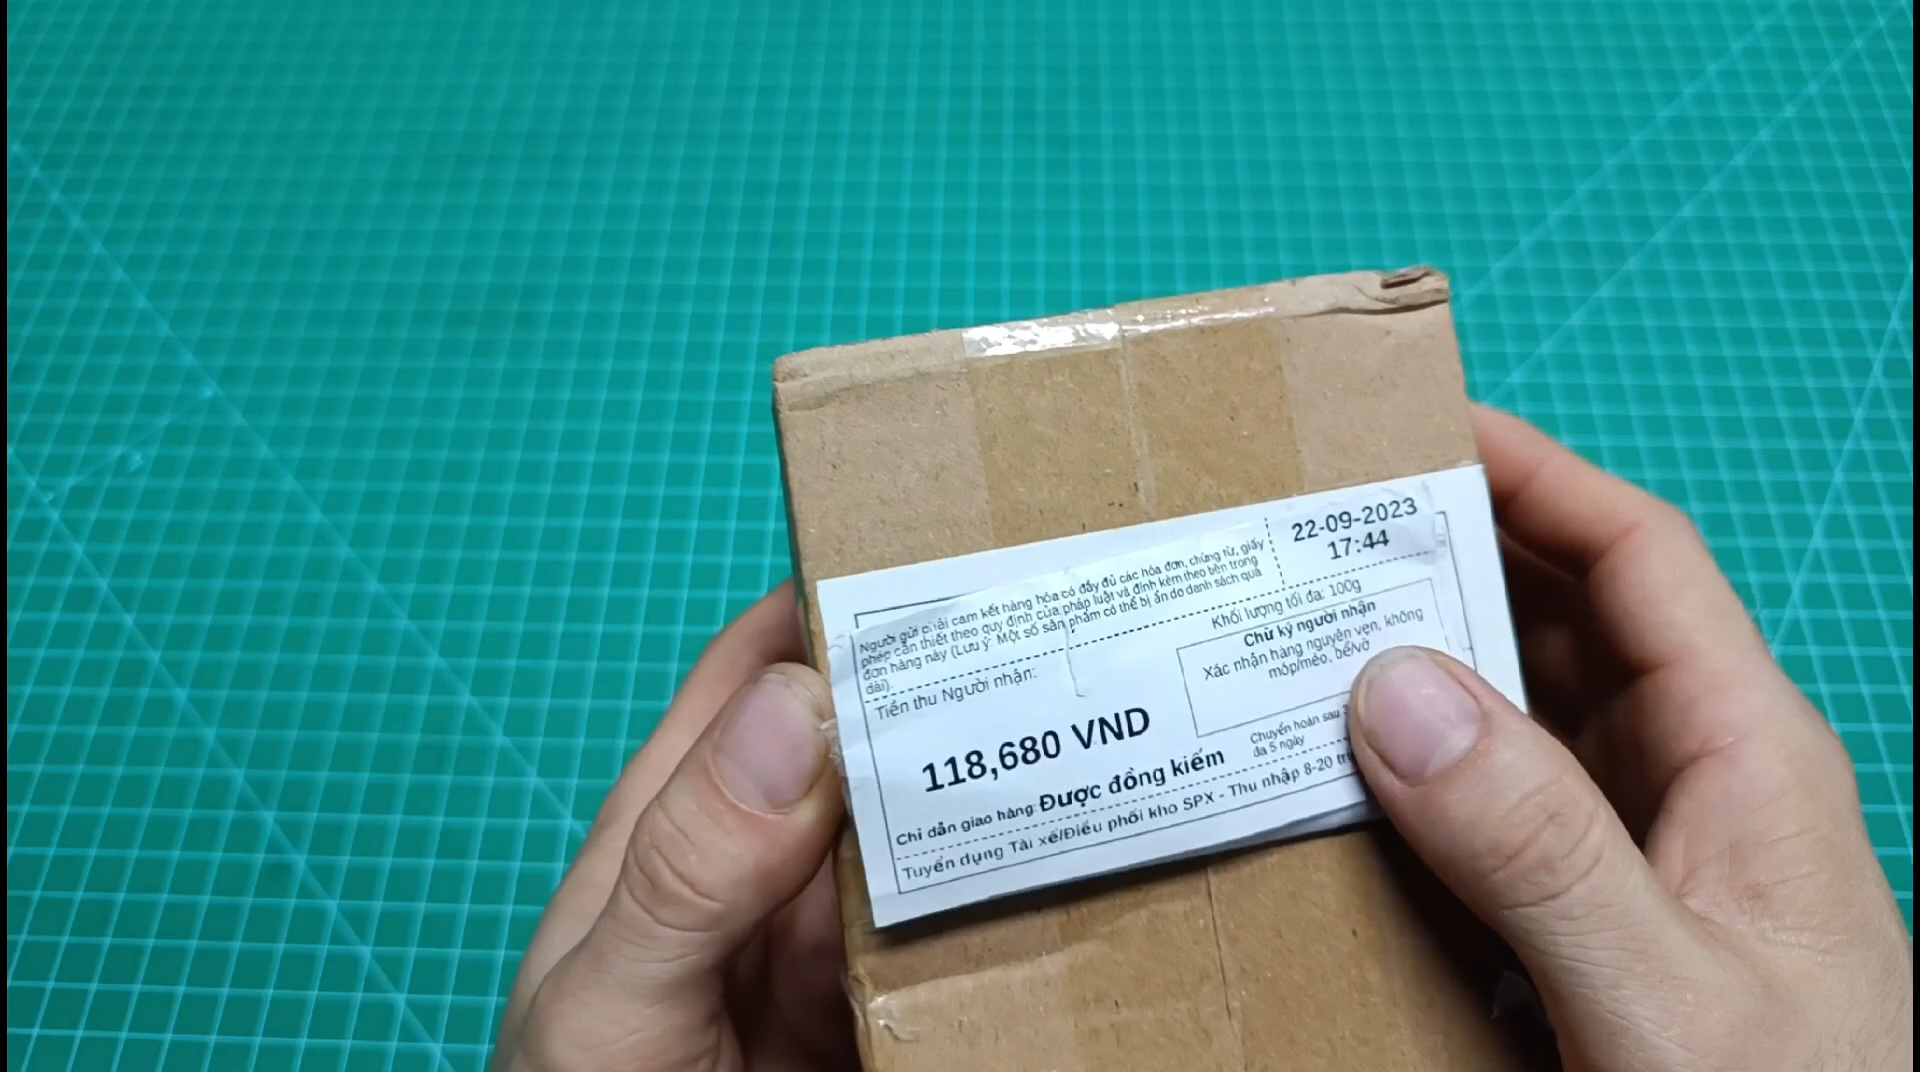 Người gửi cam kết hàng hóa có đầy đủ các hóa đơn, chứng từ, giấy
phép cần thiết theo quy định của pháp luật và đính kèm theo bên trong
đơn hàng này (Lưu ý: Một số sản phẩm có thể bị ẩn do danh sách quá
dài).
22-09-2023
17:44
Tiền thu Người nhận:
118,680 VND
Khối lượng tối đa: 100g
Chữ ký người nhận
Xác nhận hàng nguyên vẹn, không
móp/méo, bể/vỡ
Chỉ dẫn giao hàng: Được đồng kiểm
Chuyển hoàn sau 3
đa 5 ngày
Tuyển dụng Tài xế/Điều phối kho SPX - Thu nhập 8-20